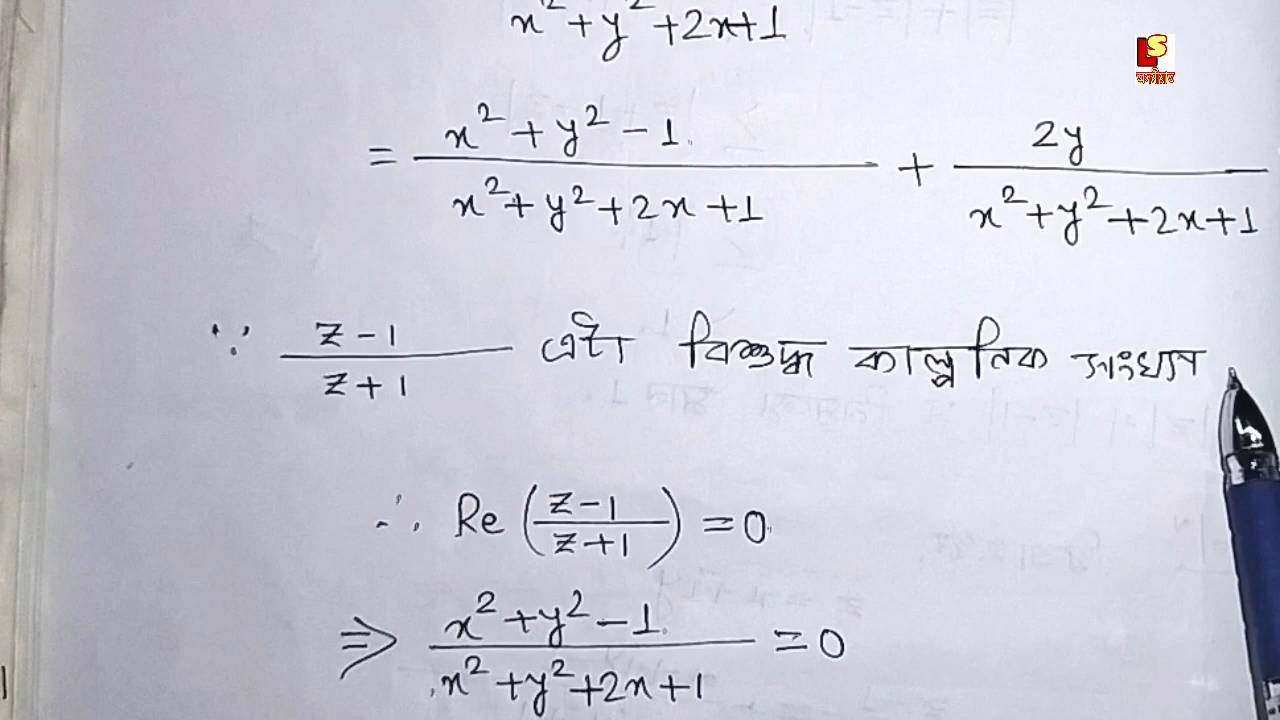 x² + y² + 2x + 1
LS
= (x² + y² - 1) / (x² + y² + 2x + 1) + 2y / (x² + y² + 2x + 1)
∵ (z - 1) / (z + 1) এটা বিশুদ্ধ কাল্পনিক সংখ্যা
∴ Re ((z - 1) / (z + 1)) = 0
⇒ (x² + y² - 1) / (x² + y² + 2x + 1) = 0